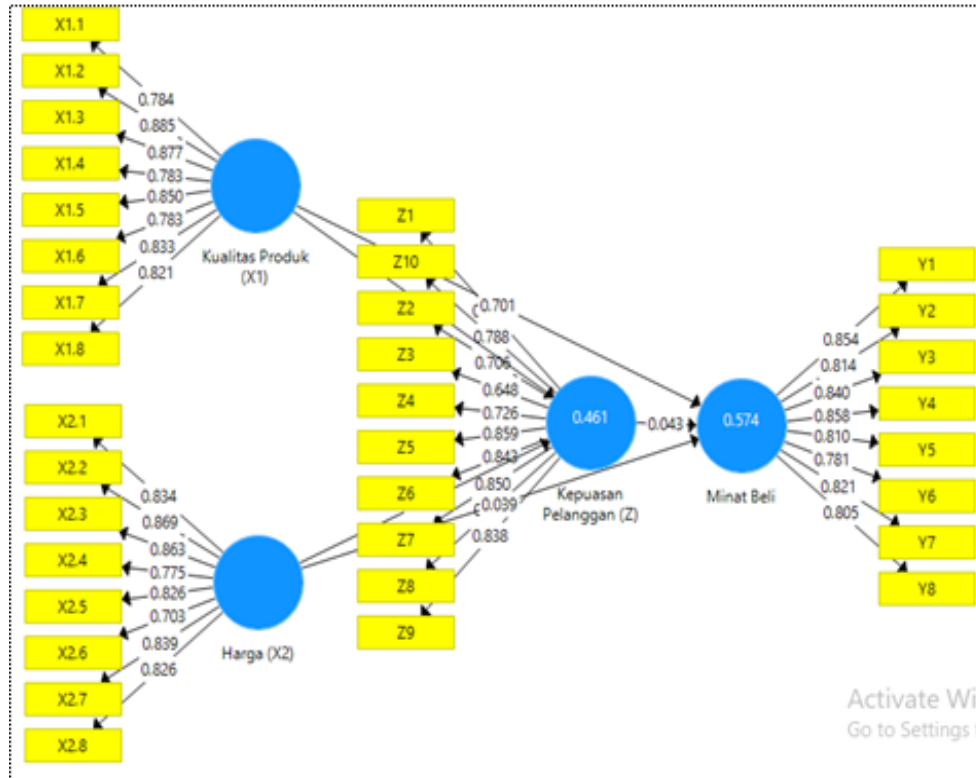 X1.1
X1.2
X1.3
X1.4
X1.5
X1.6
X1.7
X1.8
0.784
0.885
0.877
0.783
0.850
0.783
0.833
0.821
Kualitas Produk
(X1)
X2.1
X2.2
X2.3
X2.4
X2.5
X2.6
X2.7
X2.8
0.834
0.869
0.863
0.775
0.826
0.703
0.839
0.826
Harga (X2)
Z1
Z10
Z2
Z3
Z4
Z5
Z6
Z7
Z8
Z9
0.701
0.788
0.706
0.648
0.726
0.859
0.843
0.850
0.039
0.838
0.461
Kepuasan
Pelanggan (Z)
0.043
0.574
Minat Beli
0.854
0.814
0.840
0.858
0.810
0.781
0.821
0.805
Y1
Y2
Y3
Y4
Y5
Y6
Y7
Y8
Activate Wi
Go to Settings